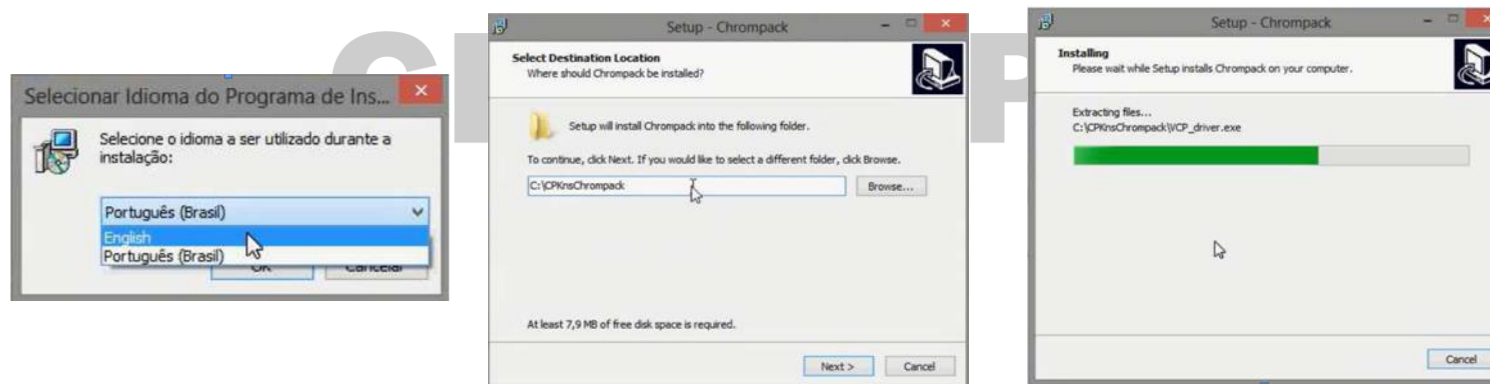 Selecionar Idioma do Programa de Ins...
Selecione o idioma a ser utilizado durante a
instalação:
Português (Brasil)
English
Português (Brasil)
OK
Cancelar
Setup - Chrompack
Select Destination Location
Where should Chrompack be installed?
Setup will install Chrompack into the following folder.
To continue, click Next. If you would like to select a different folder, click Browse.
C:\CPKnsChrompack
Browse...
At least 7,9 MB of free disk space is required.
Next >
Cancel
Setup - Chrompack
Installing
Please wait while Setup installs Chrompack on your computer.
Extracting files...
C:\CPKnsChrompack\VCP_driver.exe
Cancel